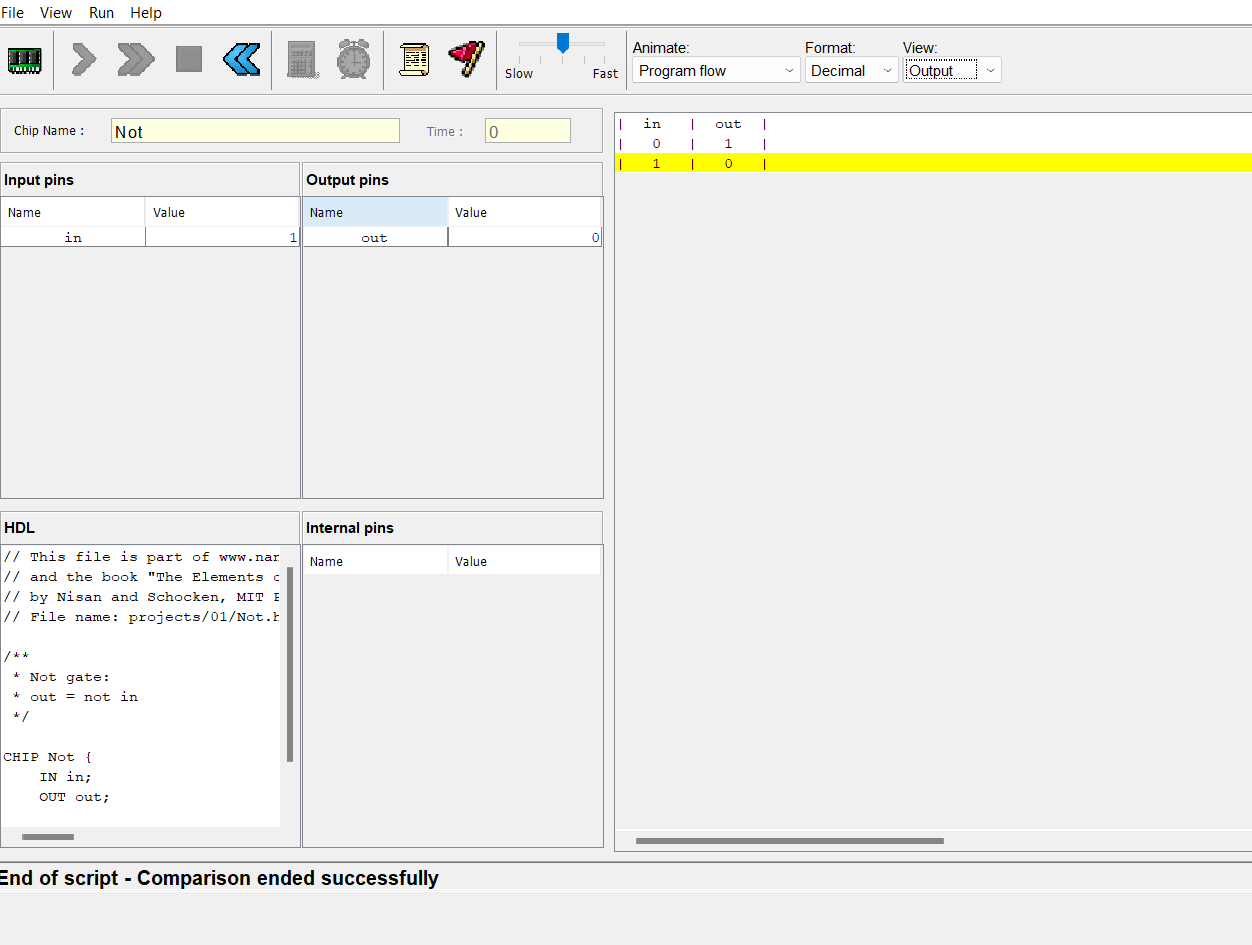 File View Run Help
Animate: Format: View:
Slow Fast Program flow Decimal Output
Chip Name : Not Time : 0
Input pins Output pins
Name Value Name Value
in 1 out 0
| in | out |
| 0 | 1 |
| 1 | 0 |
HDL Internal pins
Name Value
// This file is part of www.nan
// and the book "The Elements o
// by Nisan and Schocken, MIT P
// File name: projects/01/Not.h
/**
* Not gate:
* out = not in
*/
CHIP Not {
IN in;
OUT out;
End of script - Comparison ended successfully